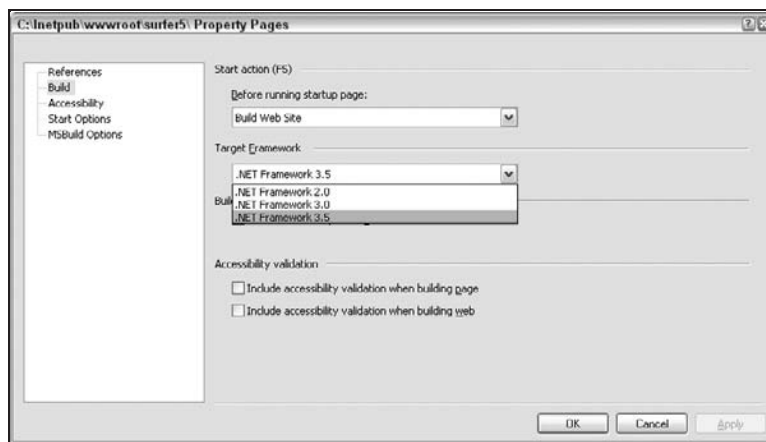 C:\Inetpub\wwwroot\surfer5\ Property Pages
References
Build
Accessibility
Start Options
MSBuild Options
Start action (F5)
Before running startup page:
Build Web Site
Target Framework
.NET Framework 3.5
.NET Framework 2.0
.NET Framework 3.0
.NET Framework 3.5
Accessibility validation
Include accessibility validation when building page
Include accessibility validation when building web
OK
Cancel
Apply